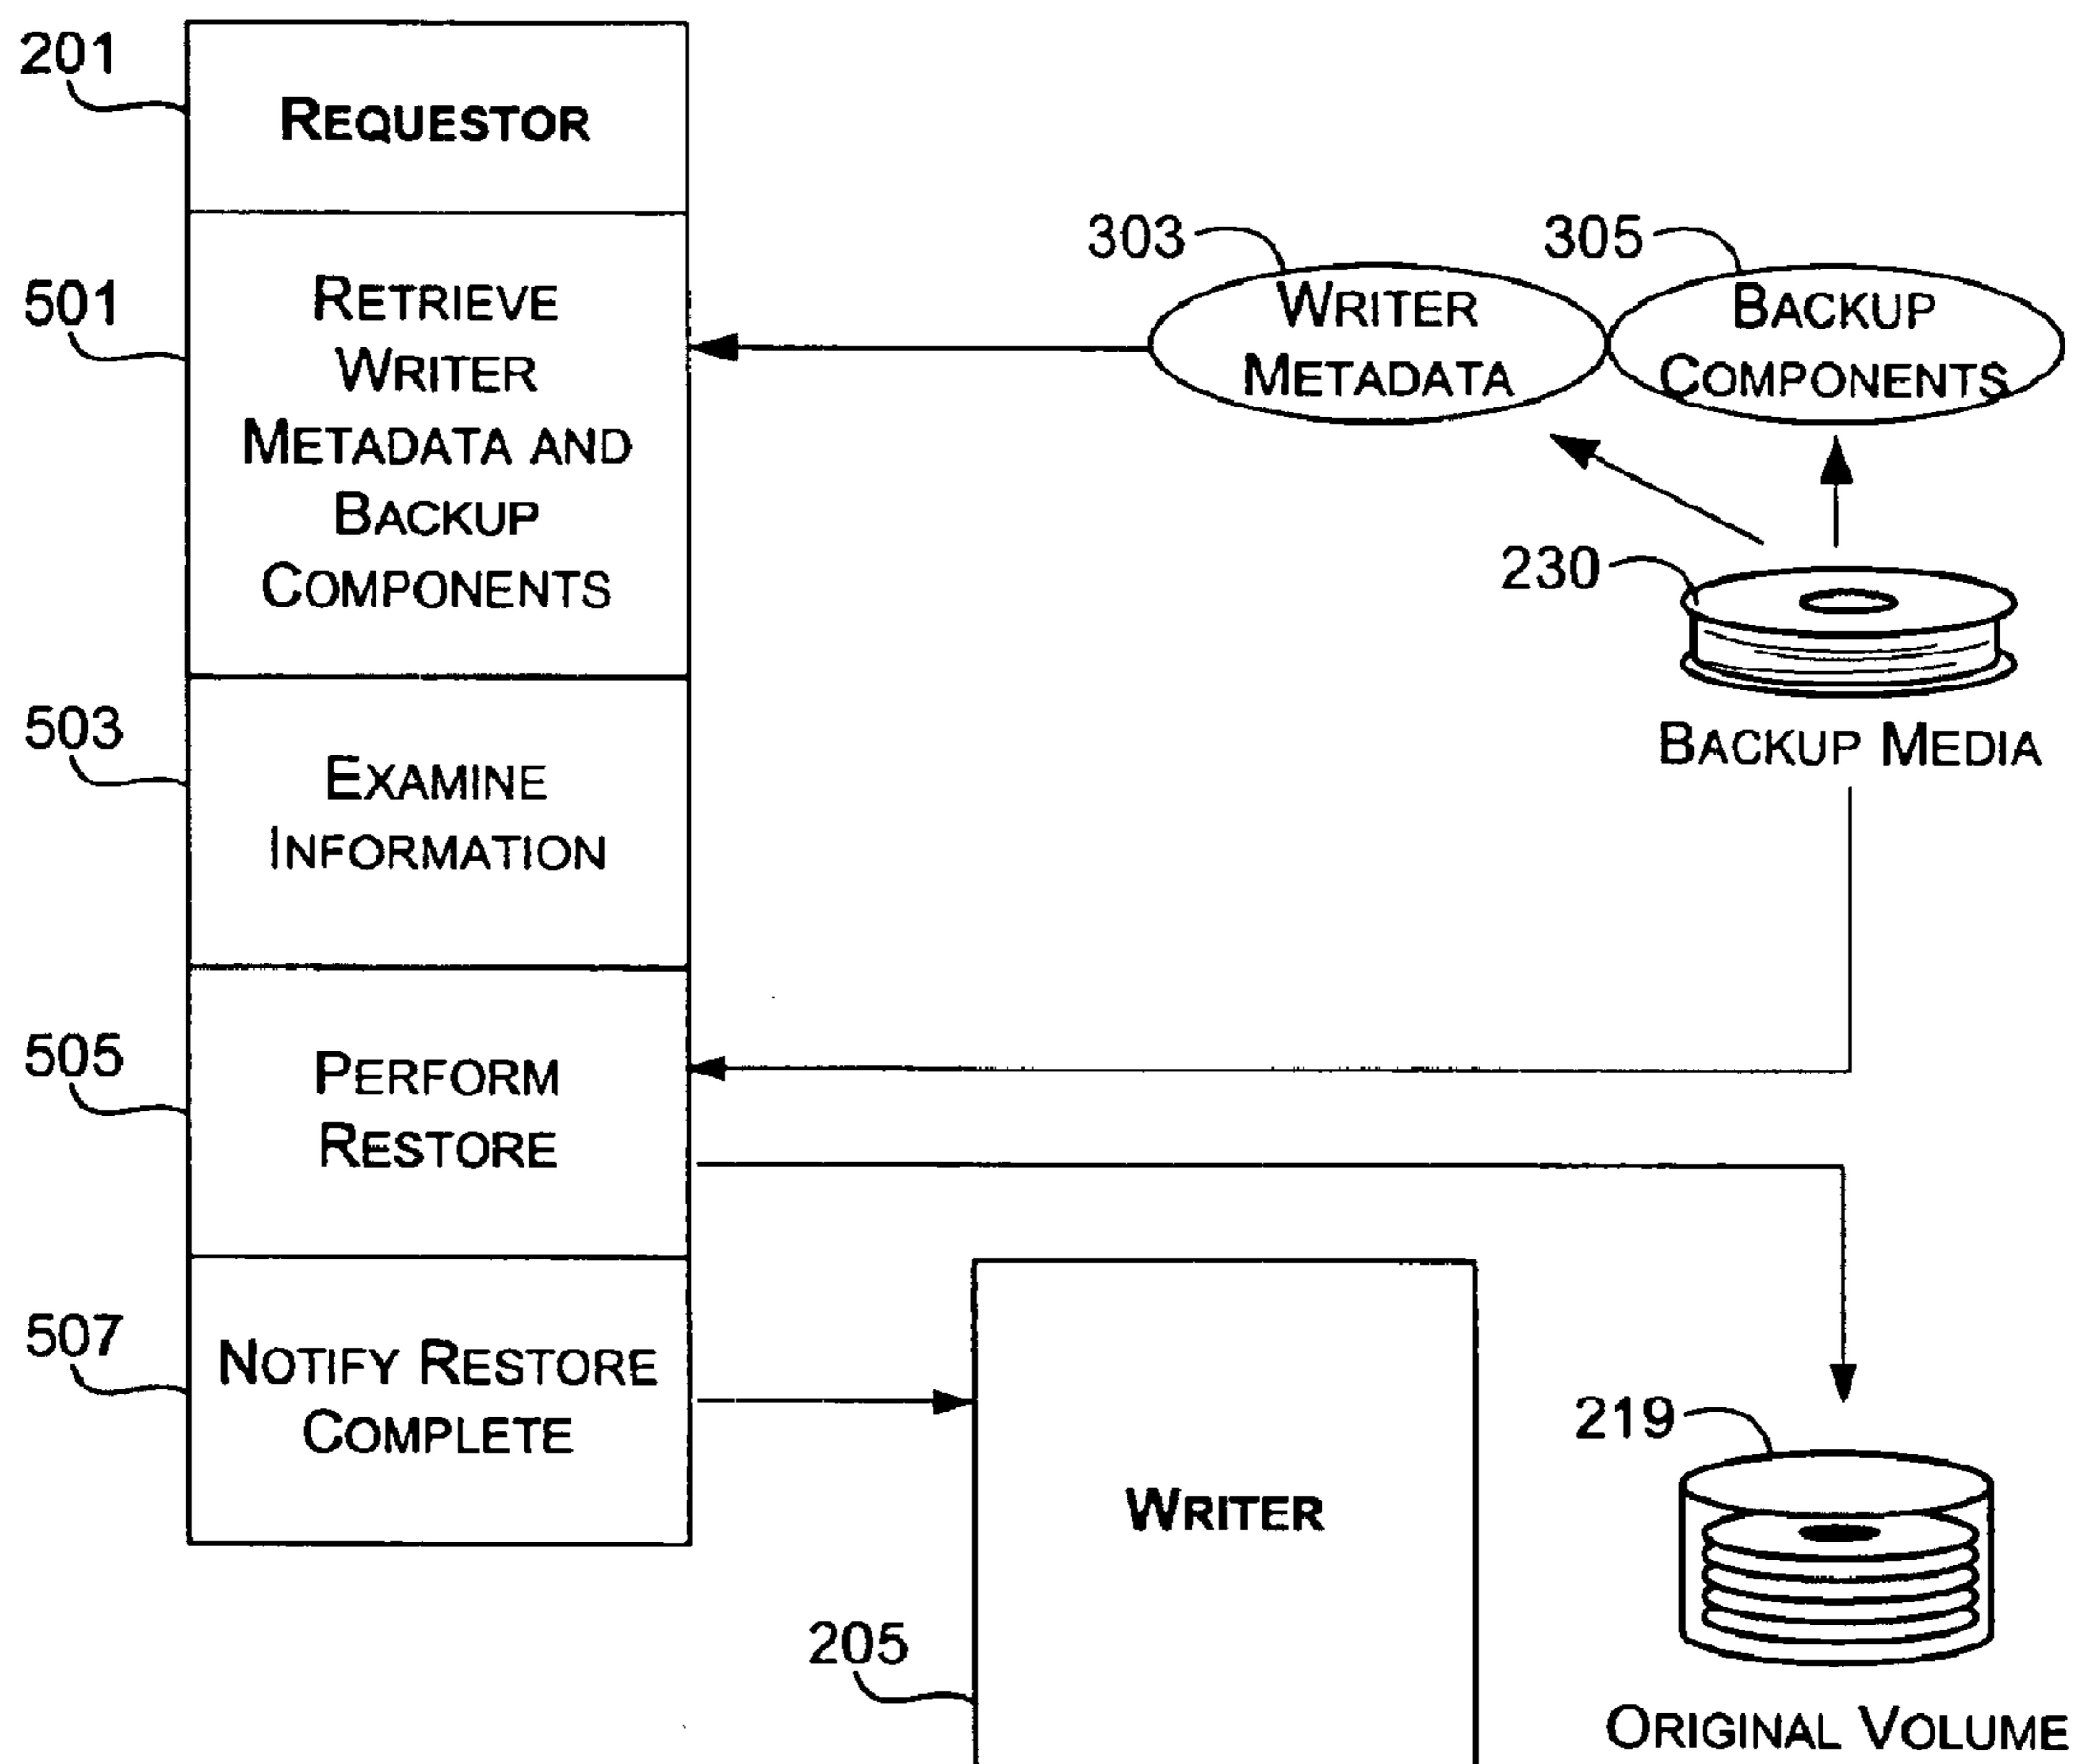 201
REQUESTOR
501
RETRIEVE
WRITER
METADATA AND
BACKUP
COMPONENTS
303
WRITER
METADATA
305
BACKUP
COMPONENTS
230
BACKUP MEDIA
503
EXAMINE
INFORMATION
505
PERFORM
RESTORE
507
NOTIFY RESTORE
COMPLETE
WRITER
205
219
ORIGINAL VOLUME